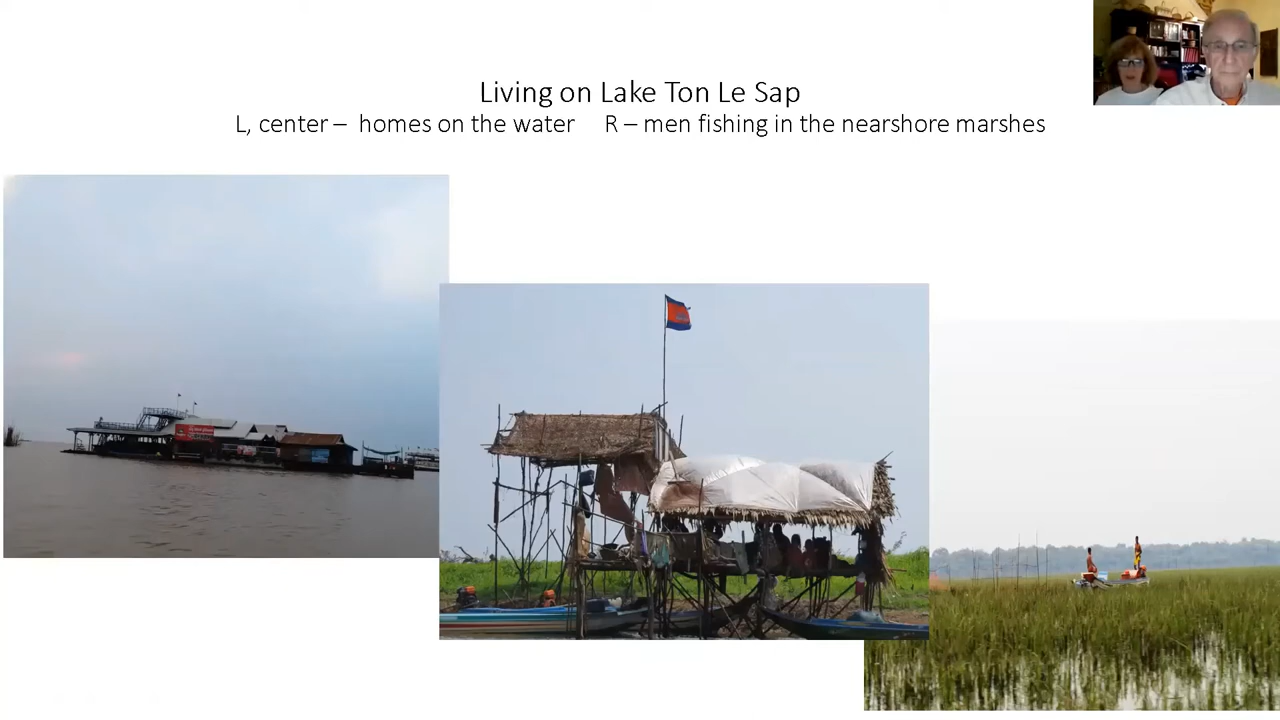 Living on Lake Ton Le Sap
L, center – homes on the water R – men fishing in the nearshore marshes